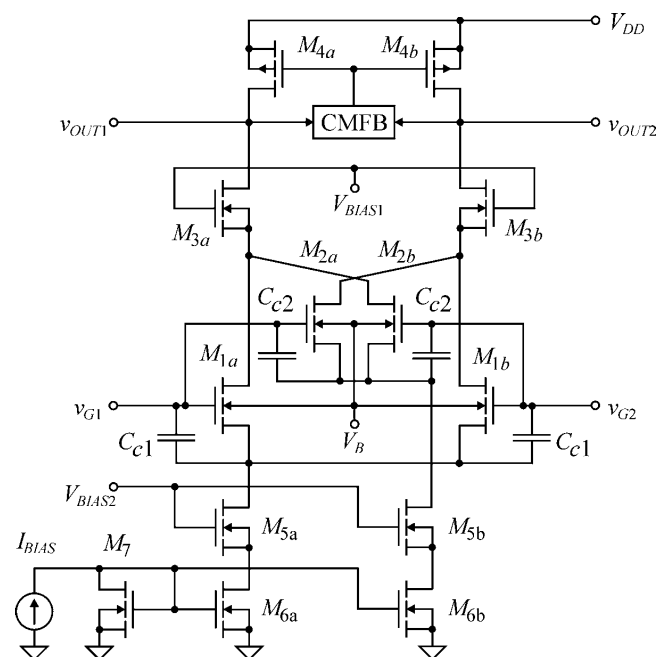 V_DD
M_4a
M_4b
v_OUT1
CMFB
v_OUT2
V_BIAS1
M_3a
M_3b
M_2a
M_2b
C_c2
C_c2
M_1a
M_1b
v_G1
v_G2
C_c1
V_B
C_c1
V_BIAS2
M_5a
M_5b
I_BIAS
M_7
M_6a
M_6b